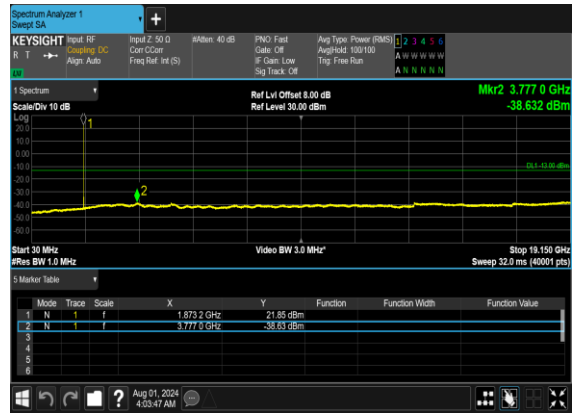 Spectrum Analyzer 1
Swept SA
KEYSIGHT Input: RF Input Z: 50 Ω #Atten: 40 dB PNO: Fast Avg Type: Power (RMS) 1 2 3 4 5 6
R T Coupling: DC Corr CCorr Gate: Off Avg|Hold: 100/100 A W W W W W
Align: Auto Freq Ref: Int (S) IF Gain: Low Trig: Free Run
Sig Track: Off A N N N N N
1 Spectrum Ref Lvl Offset 8.00 dB Mkr2 3.777 0 GHz
Scale/Div 10 dB Ref Level 30.00 dBm -38.632 dBm
Log
1
20.0
10.0
0.00
-10.0
DL1 -13.00 dBm
-20.0
-30.0
2
-40.0
-50.0
-60.0
Start 30 MHz Video BW 3.0 MHz* Stop 19.150 GHz
#Res BW 1.0 MHz Sweep 32.0 ms (40001 pts)
5 Marker Table
Mode Trace Scale X Y Function Function Width Function Value
1 N 1 f 1.873 2 GHz 21.85 dBm
2 N 1 f 3.777 0 GHz -38.63 dBm
3
4
5
6
? Aug 01, 2024
4:03:47 AM